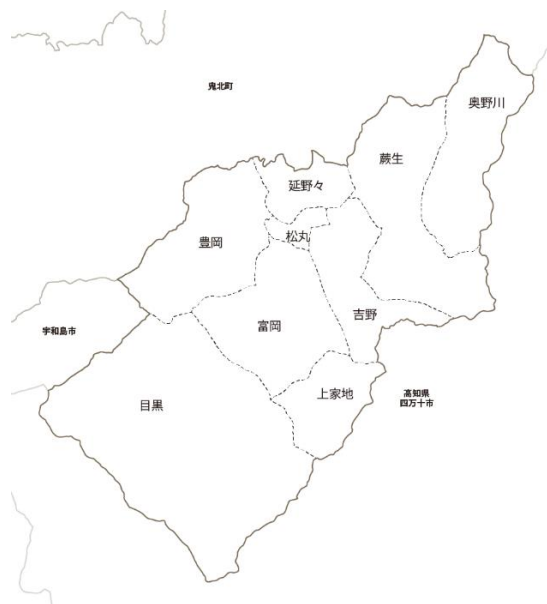 鬼北町
奥野川
蕨生
延野々
松丸
豊岡
吉野
宇和島市
富岡
上家地
目黒
高知県
四万十市